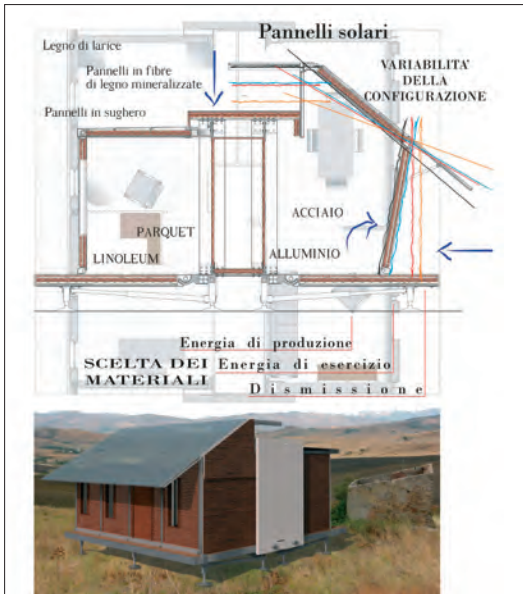 Pannelli solari
Legno di larice
Pannelli in fibre
di legno mineralizzate
VARIABILITA'
DELLA
CONFIGURAZIONE
Pannelli in sughero
ACCIAIO
PARQUET
LINOLEUM
ALLUMINIO
Energia di produzione
SCELTA DEI
MATERIALI
Energia di esercizio
Dismissione